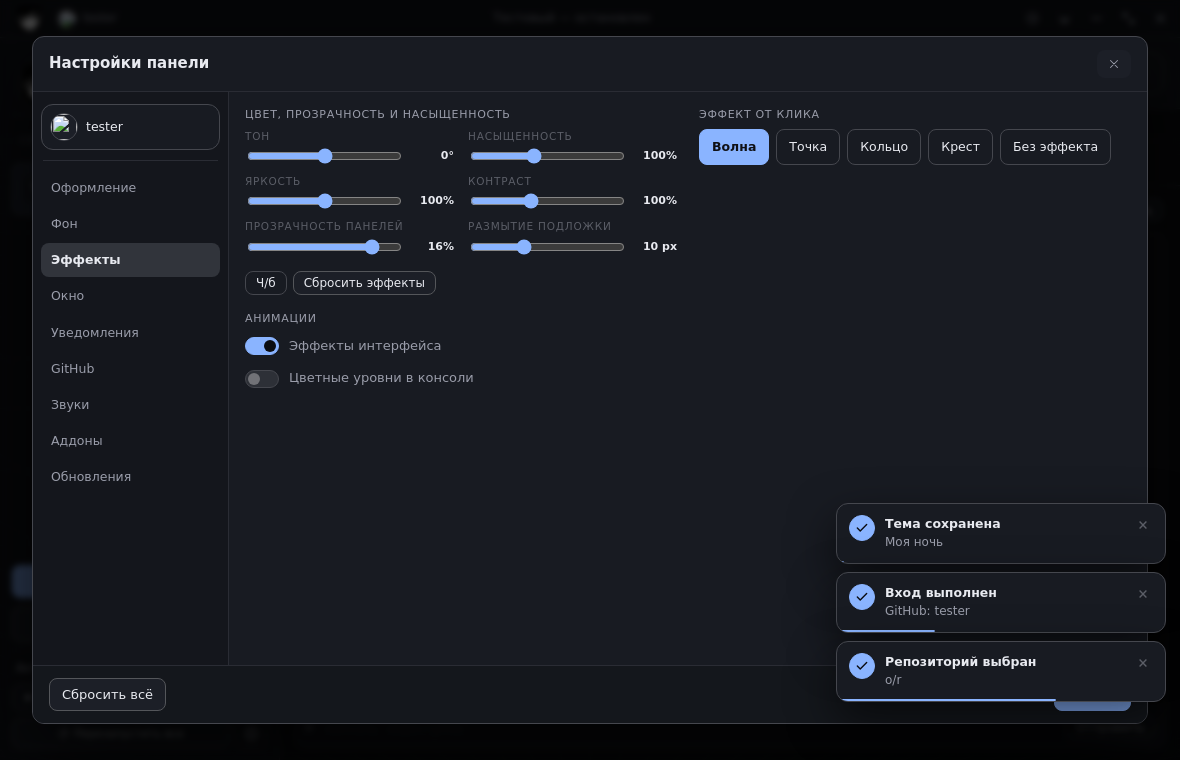 Настройки панели
tester
Оформление
Фон
Эффекты
Окно
Уведомления
GitHub
Звуки
Аддоны
Обновления
ЦВЕТ, ПРОЗРАЧНОСТЬ И НАСЫЩЕННОСТЬ
ТОН
0°
НАСЫЩЕННОСТЬ
100%
ЯРКОСТЬ
100%
КОНТРАСТ
100%
ПРОЗРАЧНОСТЬ ПАНЕЛЕЙ
16%
РАЗМЫТИЕ ПОДЛОЖКИ
10 px
Ч/б
Сбросить эффекты
АНИМАЦИИ
Эффекты интерфейса
Цветные уровни в консоли
ЭФФЕКТ ОТ КЛИКА
Волна
Точка
Кольцо
Крест
Без эффекта
Тема сохранена
Моя ночь
Вход выполнен
GitHub: tester
Репозиторий выбран
o/r
Сбросить всё